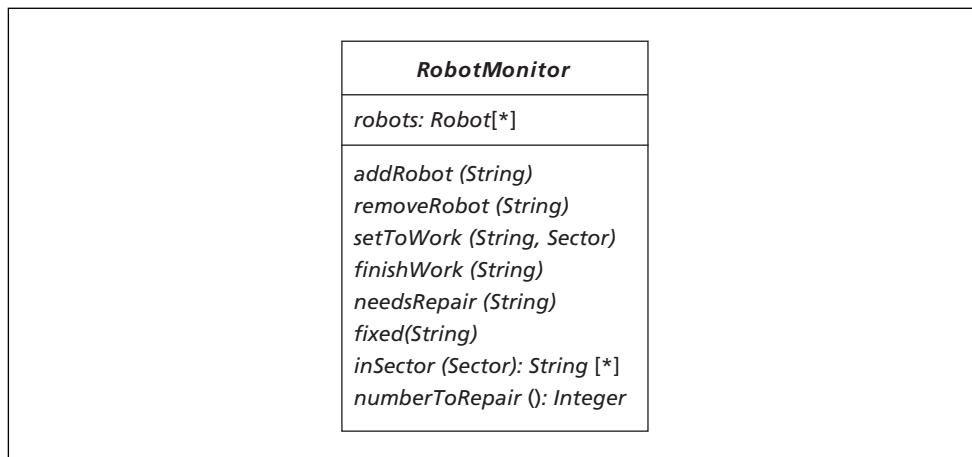 RobotMonitor
robots: Robot[*]
addRobot (String)
removeRobot (String)
setToWork (String, Sector)
finishWork (String)
needsRepair (String)
fixed(String)
inSector (Sector): String [*]
numberToRepair (): Integer